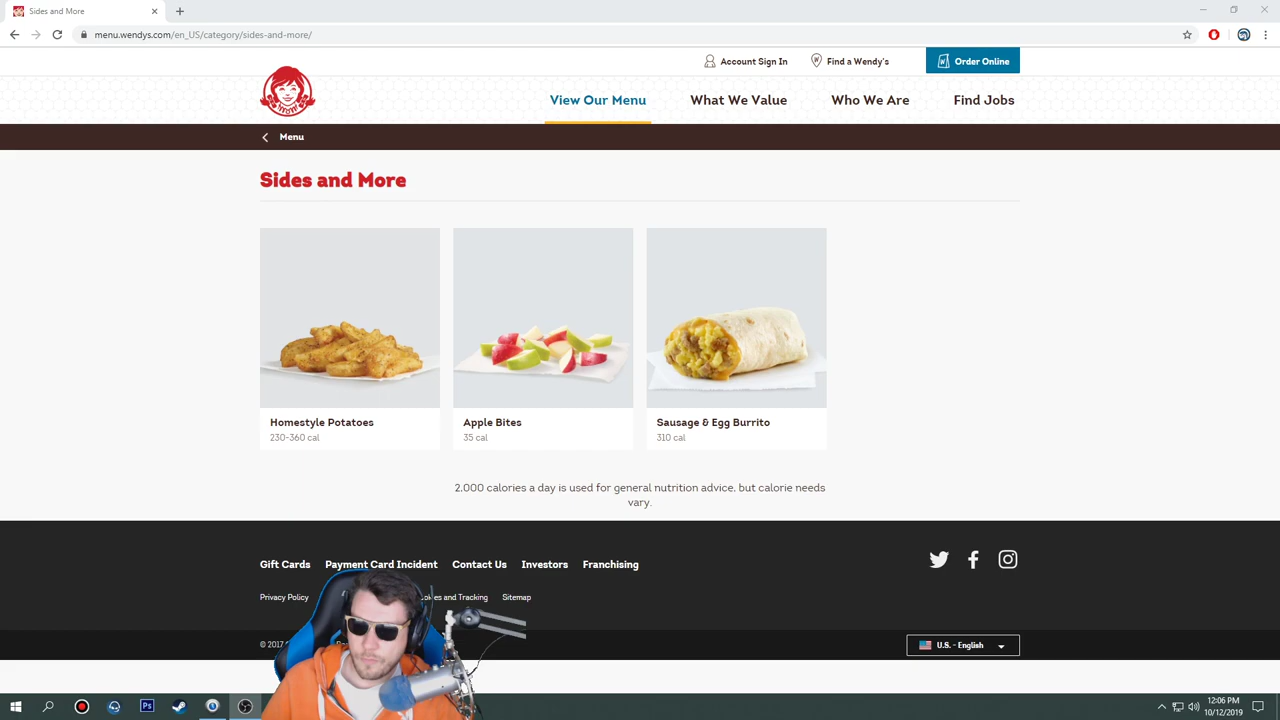 Sides and More
menu.wendys.com/en_US/category/sides-and-more/
Account Sign In
Find a Wendy's
Order Online
View Our Menu
What We Value
Who We Are
Find Jobs
Menu
Sides and More
Homestyle Potatoes
230-360 cal
Apple Bites
35 cal
Sausage & Egg Burrito
310 cal
2,000 calories a day is used for general nutrition advice, but calorie needs
vary.
Gift Cards
Payment Card Incident
Contact Us
Investors
Franchising
Privacy Policy
and Tracking
Sitemap
© 2017
U.S. - English
Ps
12:06 PM
10/12/2019